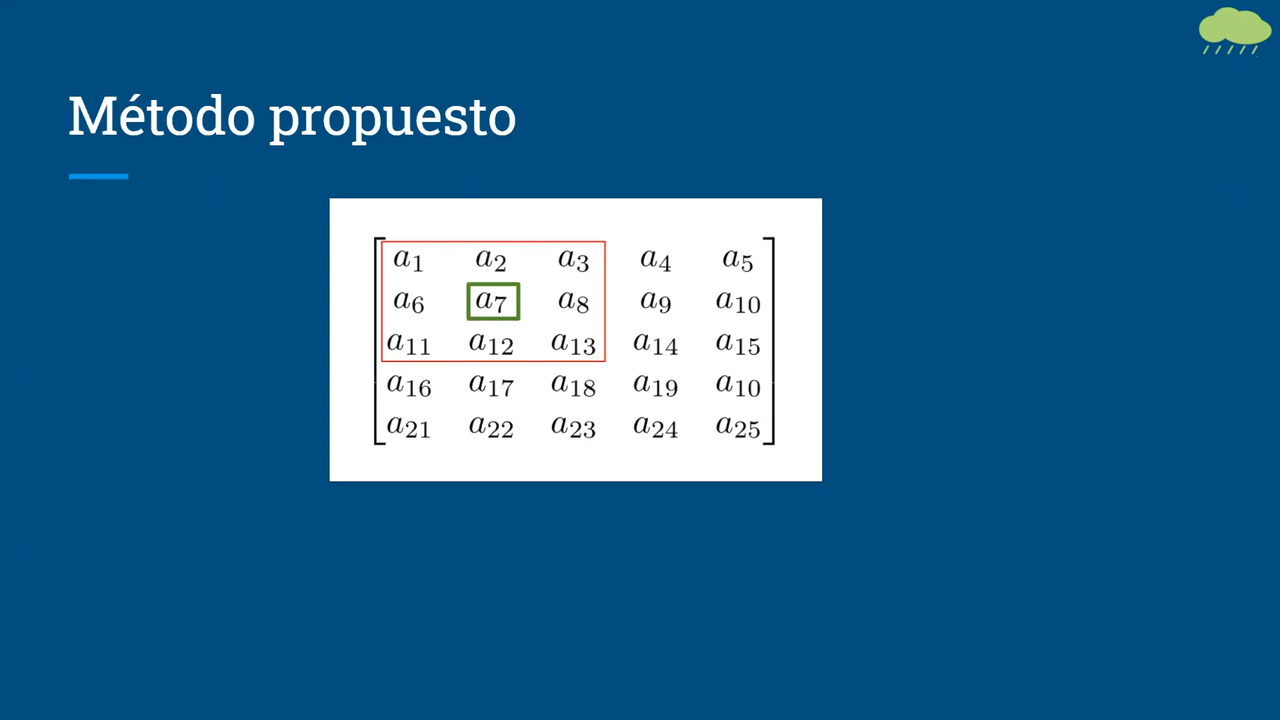 Método propuesto
a₁ a₂ a₃ a₄ a₅
a₆ a₇ a₈ a₉ a₁₀
a₁₁ a₁₂ a₁₃ a₁₄ a₁₅
a₁₆ a₁₇ a₁₈ a₁₉ a₁₀
a₂₁ a₂₂ a₂₃ a₂₄ a₂₅